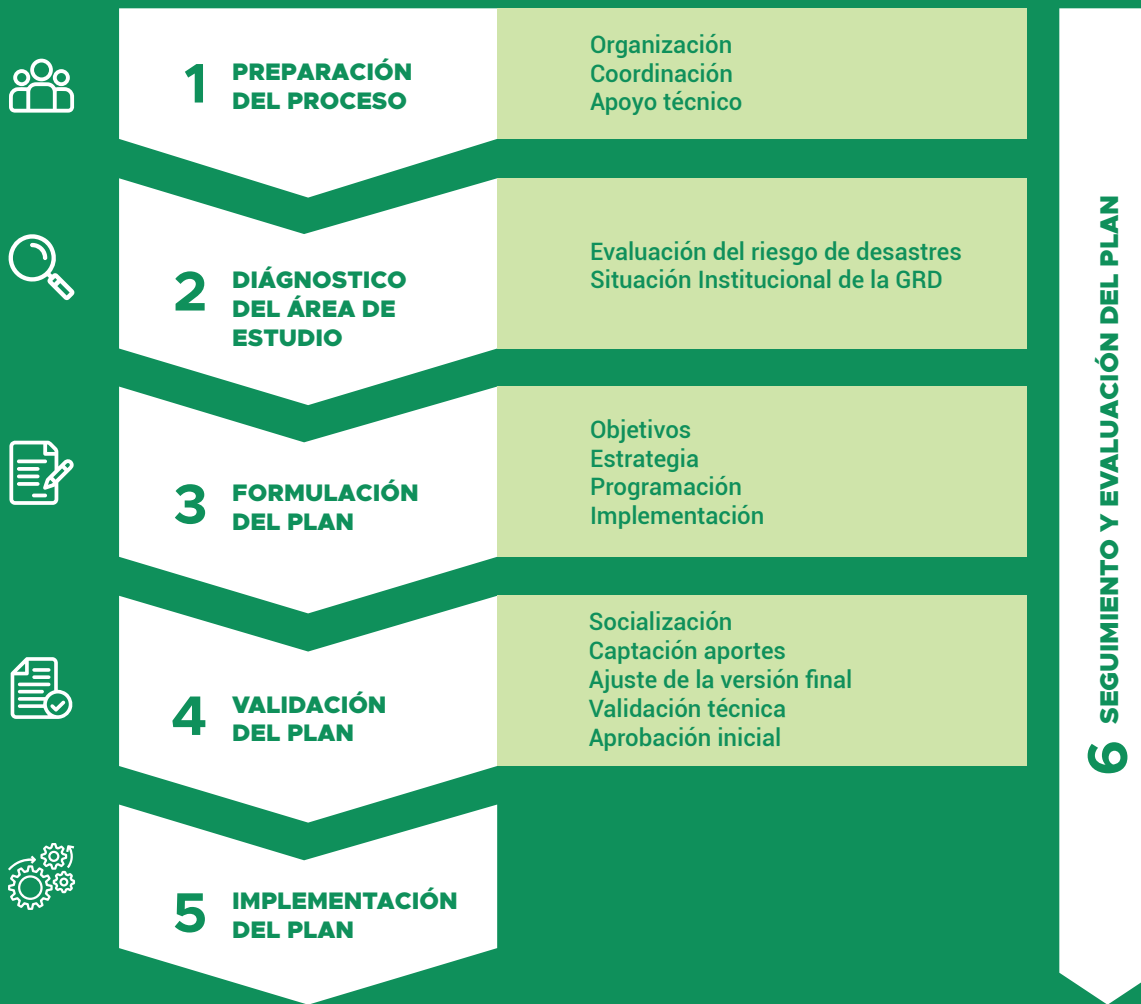 1 PREPARACIÓN
DEL PROCESO
Organización
Coordinación
Apoyo técnico
2 DIÁGNOSTICO
DEL ÁREA DE
ESTUDIO
Evaluación del riesgo de desastres
Situación Institucional de la GRD
3 FORMULACIÓN
DEL PLAN
Objetivos
Estrategia
Programación
Implementación
4 VALIDACIÓN
DEL PLAN
Socialización
Captación aportes
Ajuste de la versión final
Validación técnica
Aprobación inicial
5 IMPLEMENTACIÓN
DEL PLAN
6 SEGUIMIENTO Y EVALUACIÓN DEL PLAN